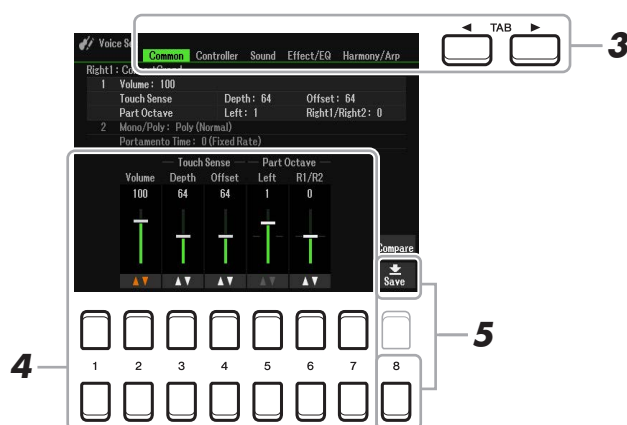 TAB
3
Voice S
Common Controller Sound Effect/EQ Harmony/Arp
Right1 :
1 Volume : 100
Touch Sense Depth : 64 Offset : 64
Part Octave Left : 1 Right1/Right2 : 0
2 Mono/Poly : Poly (Normal)
Portamento Time : 0 (Fixed Rate)
Touch Sense Part Octave
Volume Depth Offset Left R1/R2
100 64 64 1 0
Compare
Save
5
4
1 2 3 4 5 6 7 8